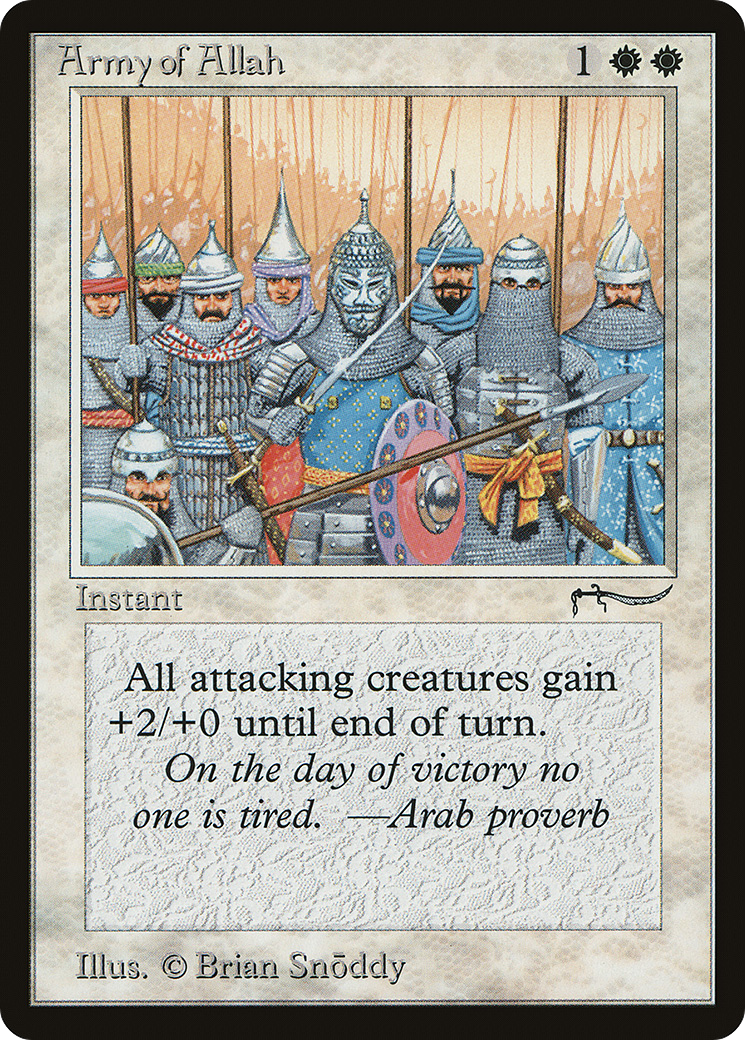 Army of Allah 1
Instant
All attacking creatures gain
+2/+0 until end of turn.
On the day of victory no
one is tired. —Arab proverb
Illus. © Brian Snōddy